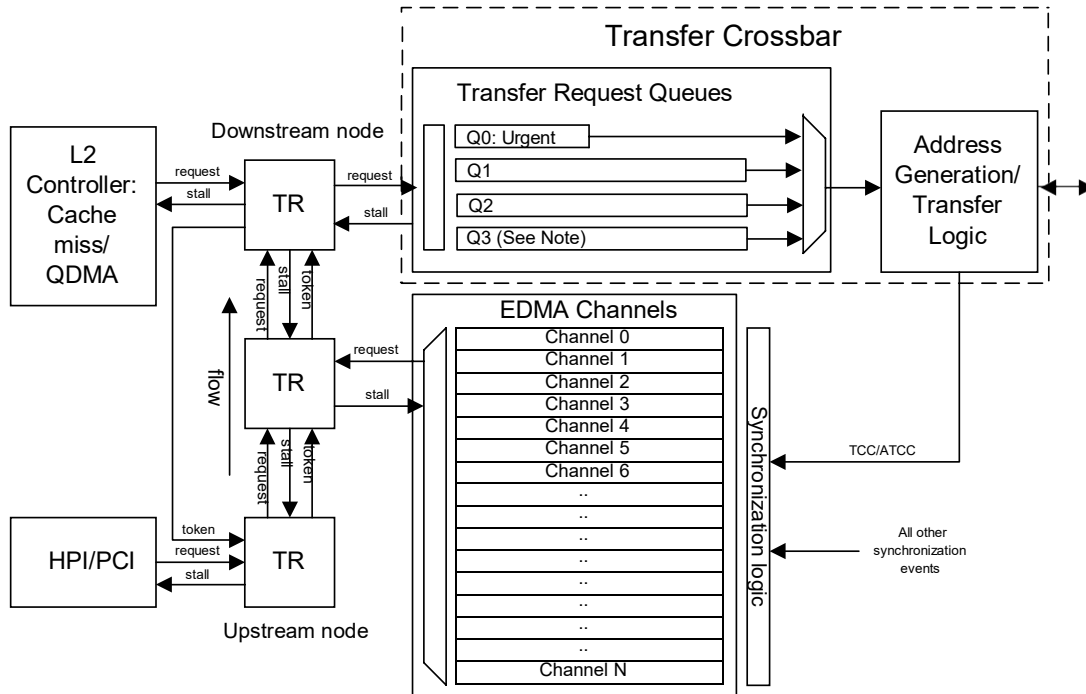 Transfer Crossbar
Transfer Request Queues
Q0: Urgent
Q1
Q2
Q3 (See Note)
Address
Generation/
Transfer
Logic
Downstream node
L2
Controller:
Cache
miss/
QDMA
request
stall
TR
request
stall
request
stall
token
flow
TR
request
stall
EDMA Channels
Channel 0
Channel 1
Channel 2
Channel 3
Channel 4
Channel 5
Channel 6
..
..
..
..
..
..
..
..
Channel N
Synchronization logic
TCC/ATCC
All other
synchronization
events
request
stall
token
HPI/PCI
token
request
stall
TR
Upstream node